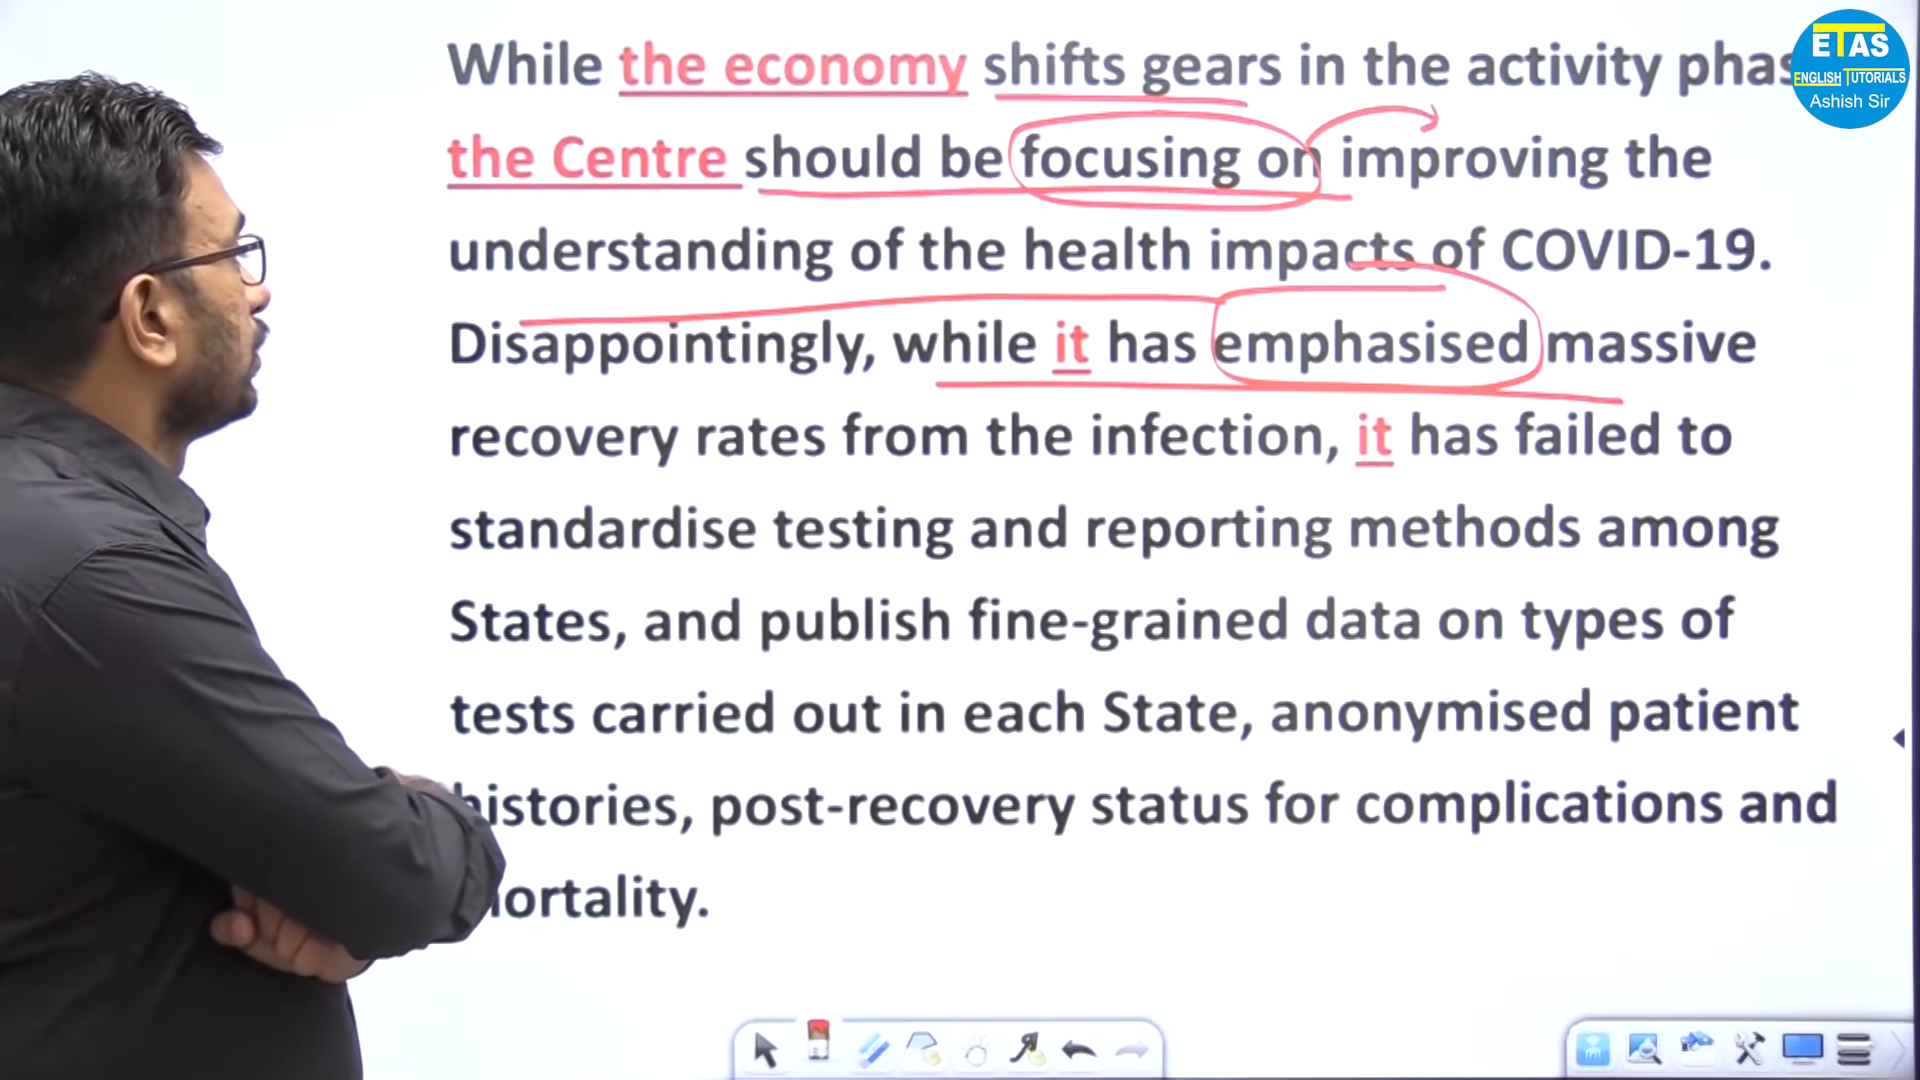 While the economy shifts gears in the activity
the Centre should be focusing on improving the
understanding of the health impacts of COVID-19.
Disappointingly, while it has emphasised massive
recovery rates from the infection, it has failed to
standardise testing and reporting methods among
States, and publish fine-grained data on types of
tests carried out in each State, anonymised patient
post-recovery status for complications and
ETAS
ENGLISH TUTORIALS
Ashish Sir